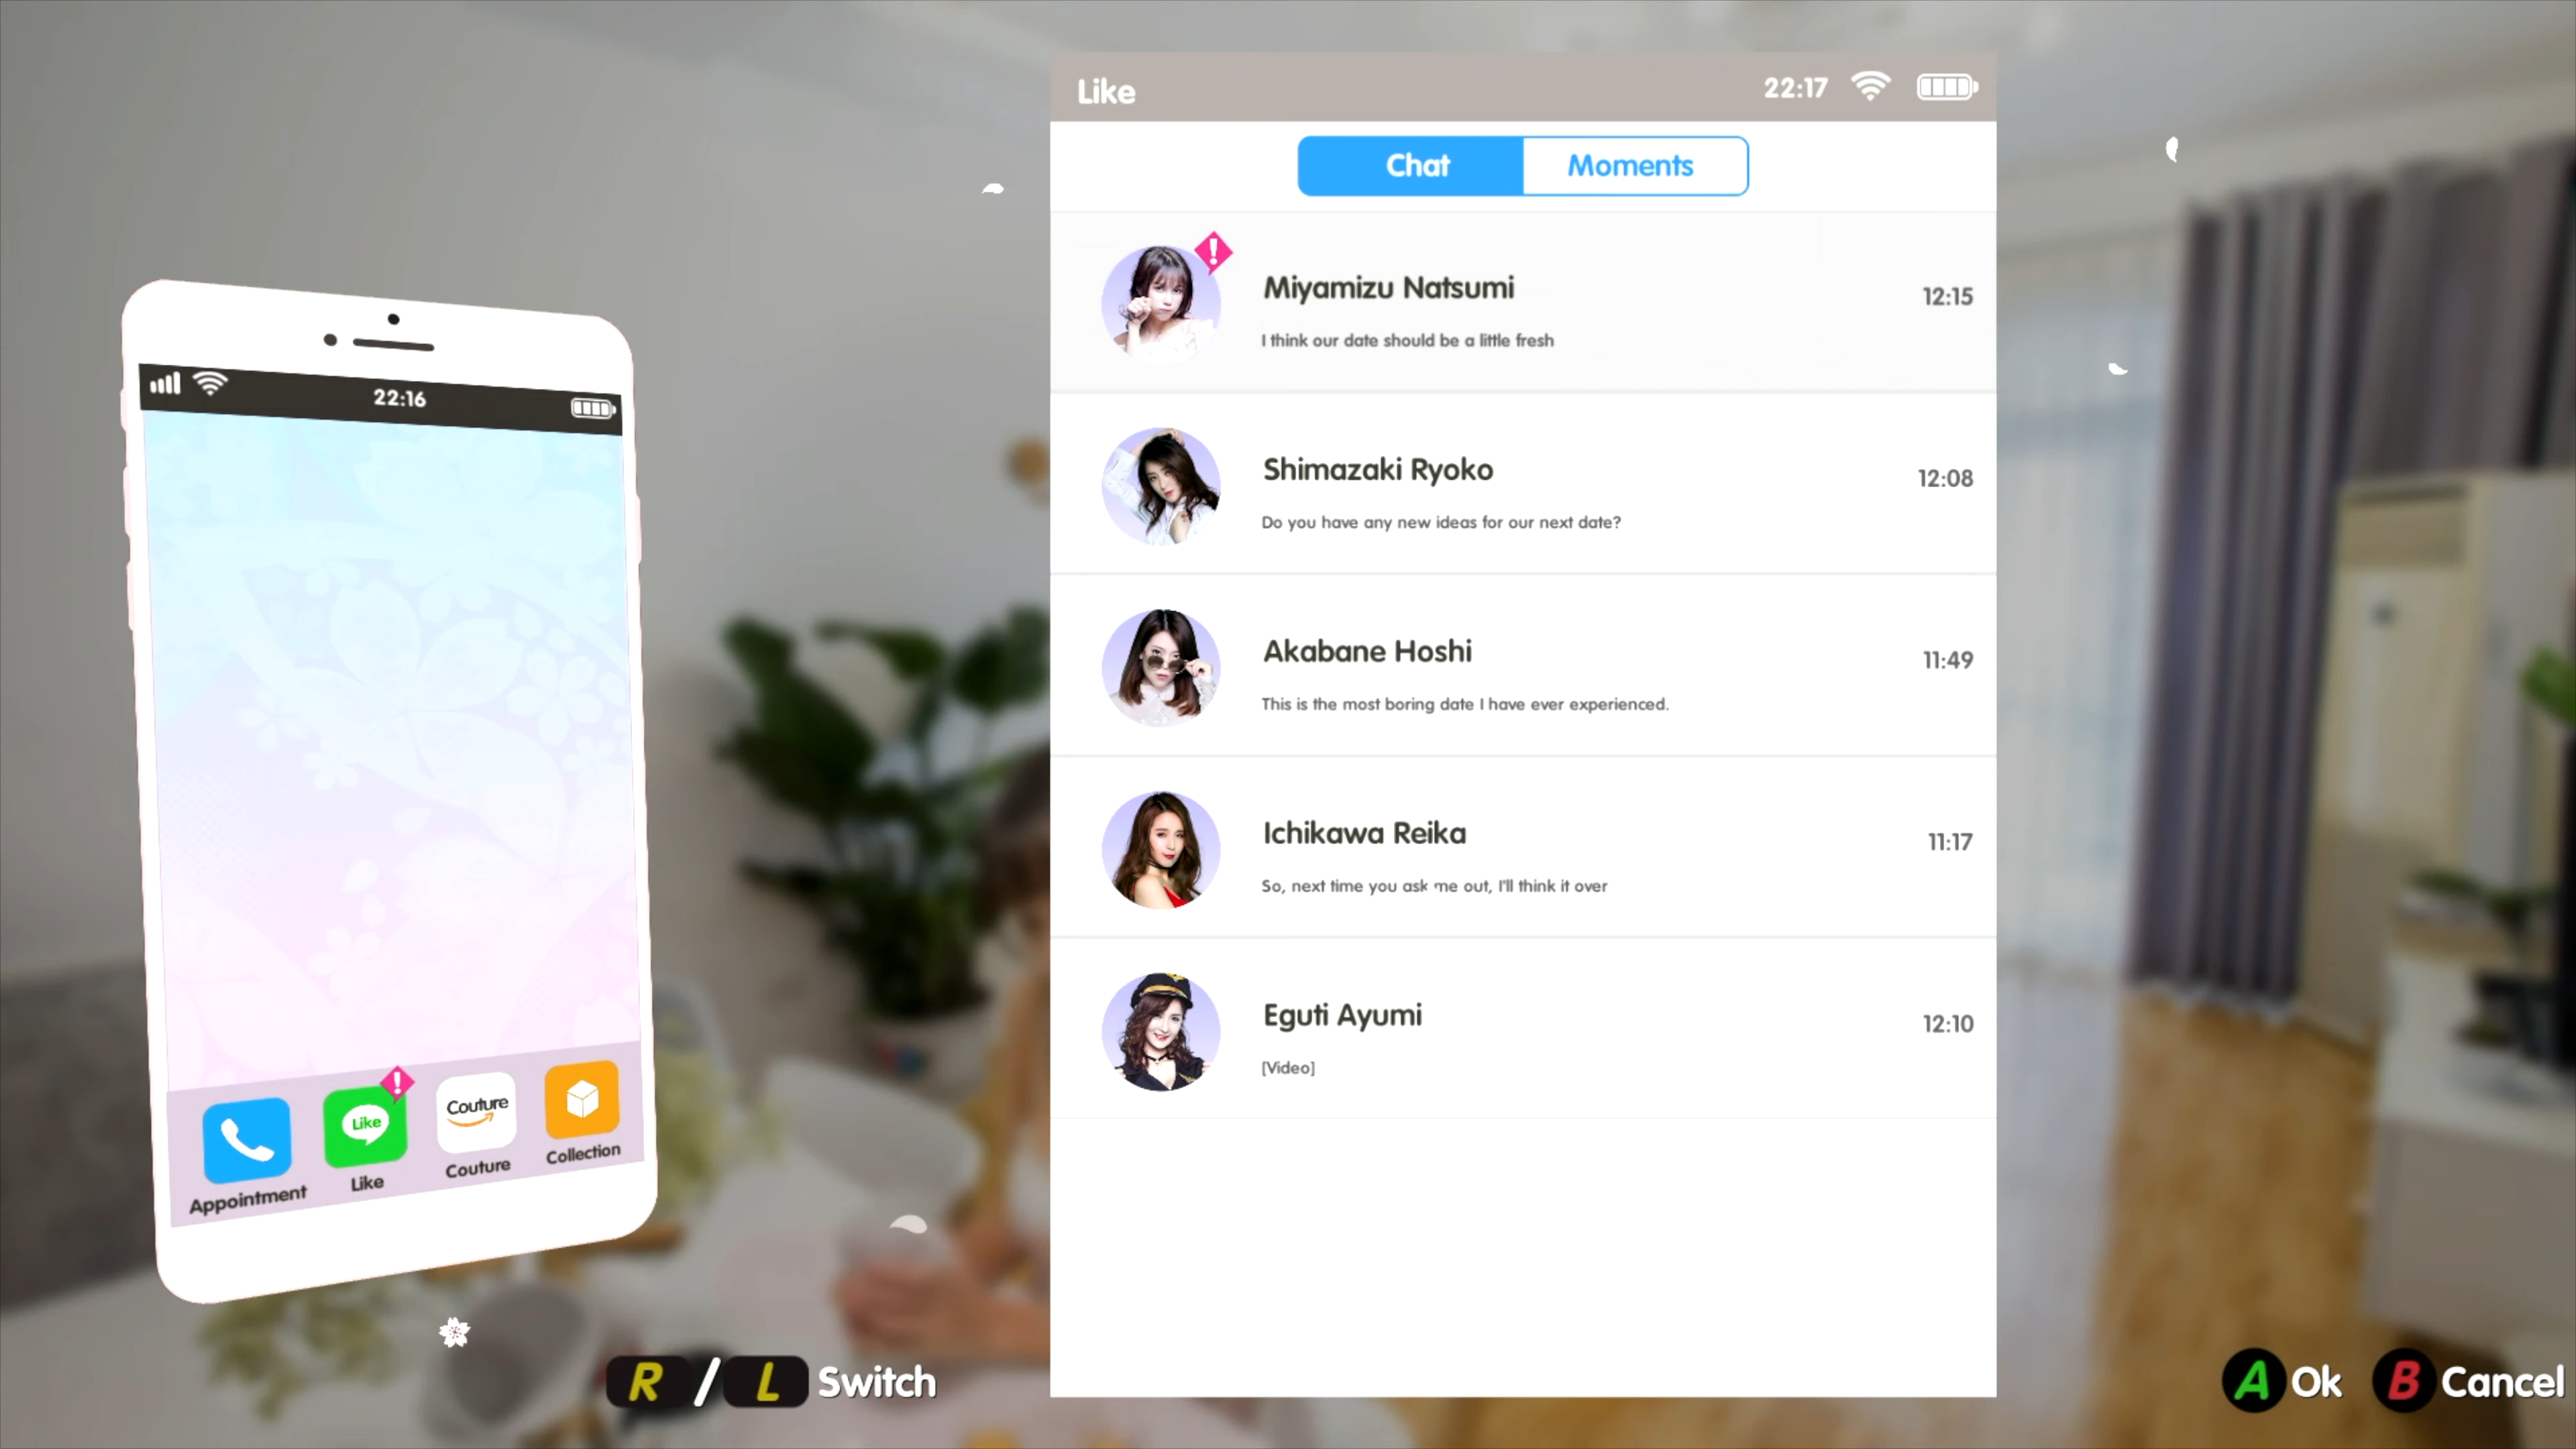 Like
22:17
Chat
Moments
Miyamizu Natsumi
12:15
I think our date should be a little fresh
Shimazaki Ryoko
12:08
Do you have any new ideas for our next date?
Akabane Hoshi
11:49
This is the most boring date I have ever experienced.
Ichikawa Reika
11:17
So, next time you ask me out, I'll think it over
Eguti Ayumi
12:10
[Video]
22:16
Like
Couture
Appointment
Like
Couture
Collection
R / L Switch
A Ok
B Cancel